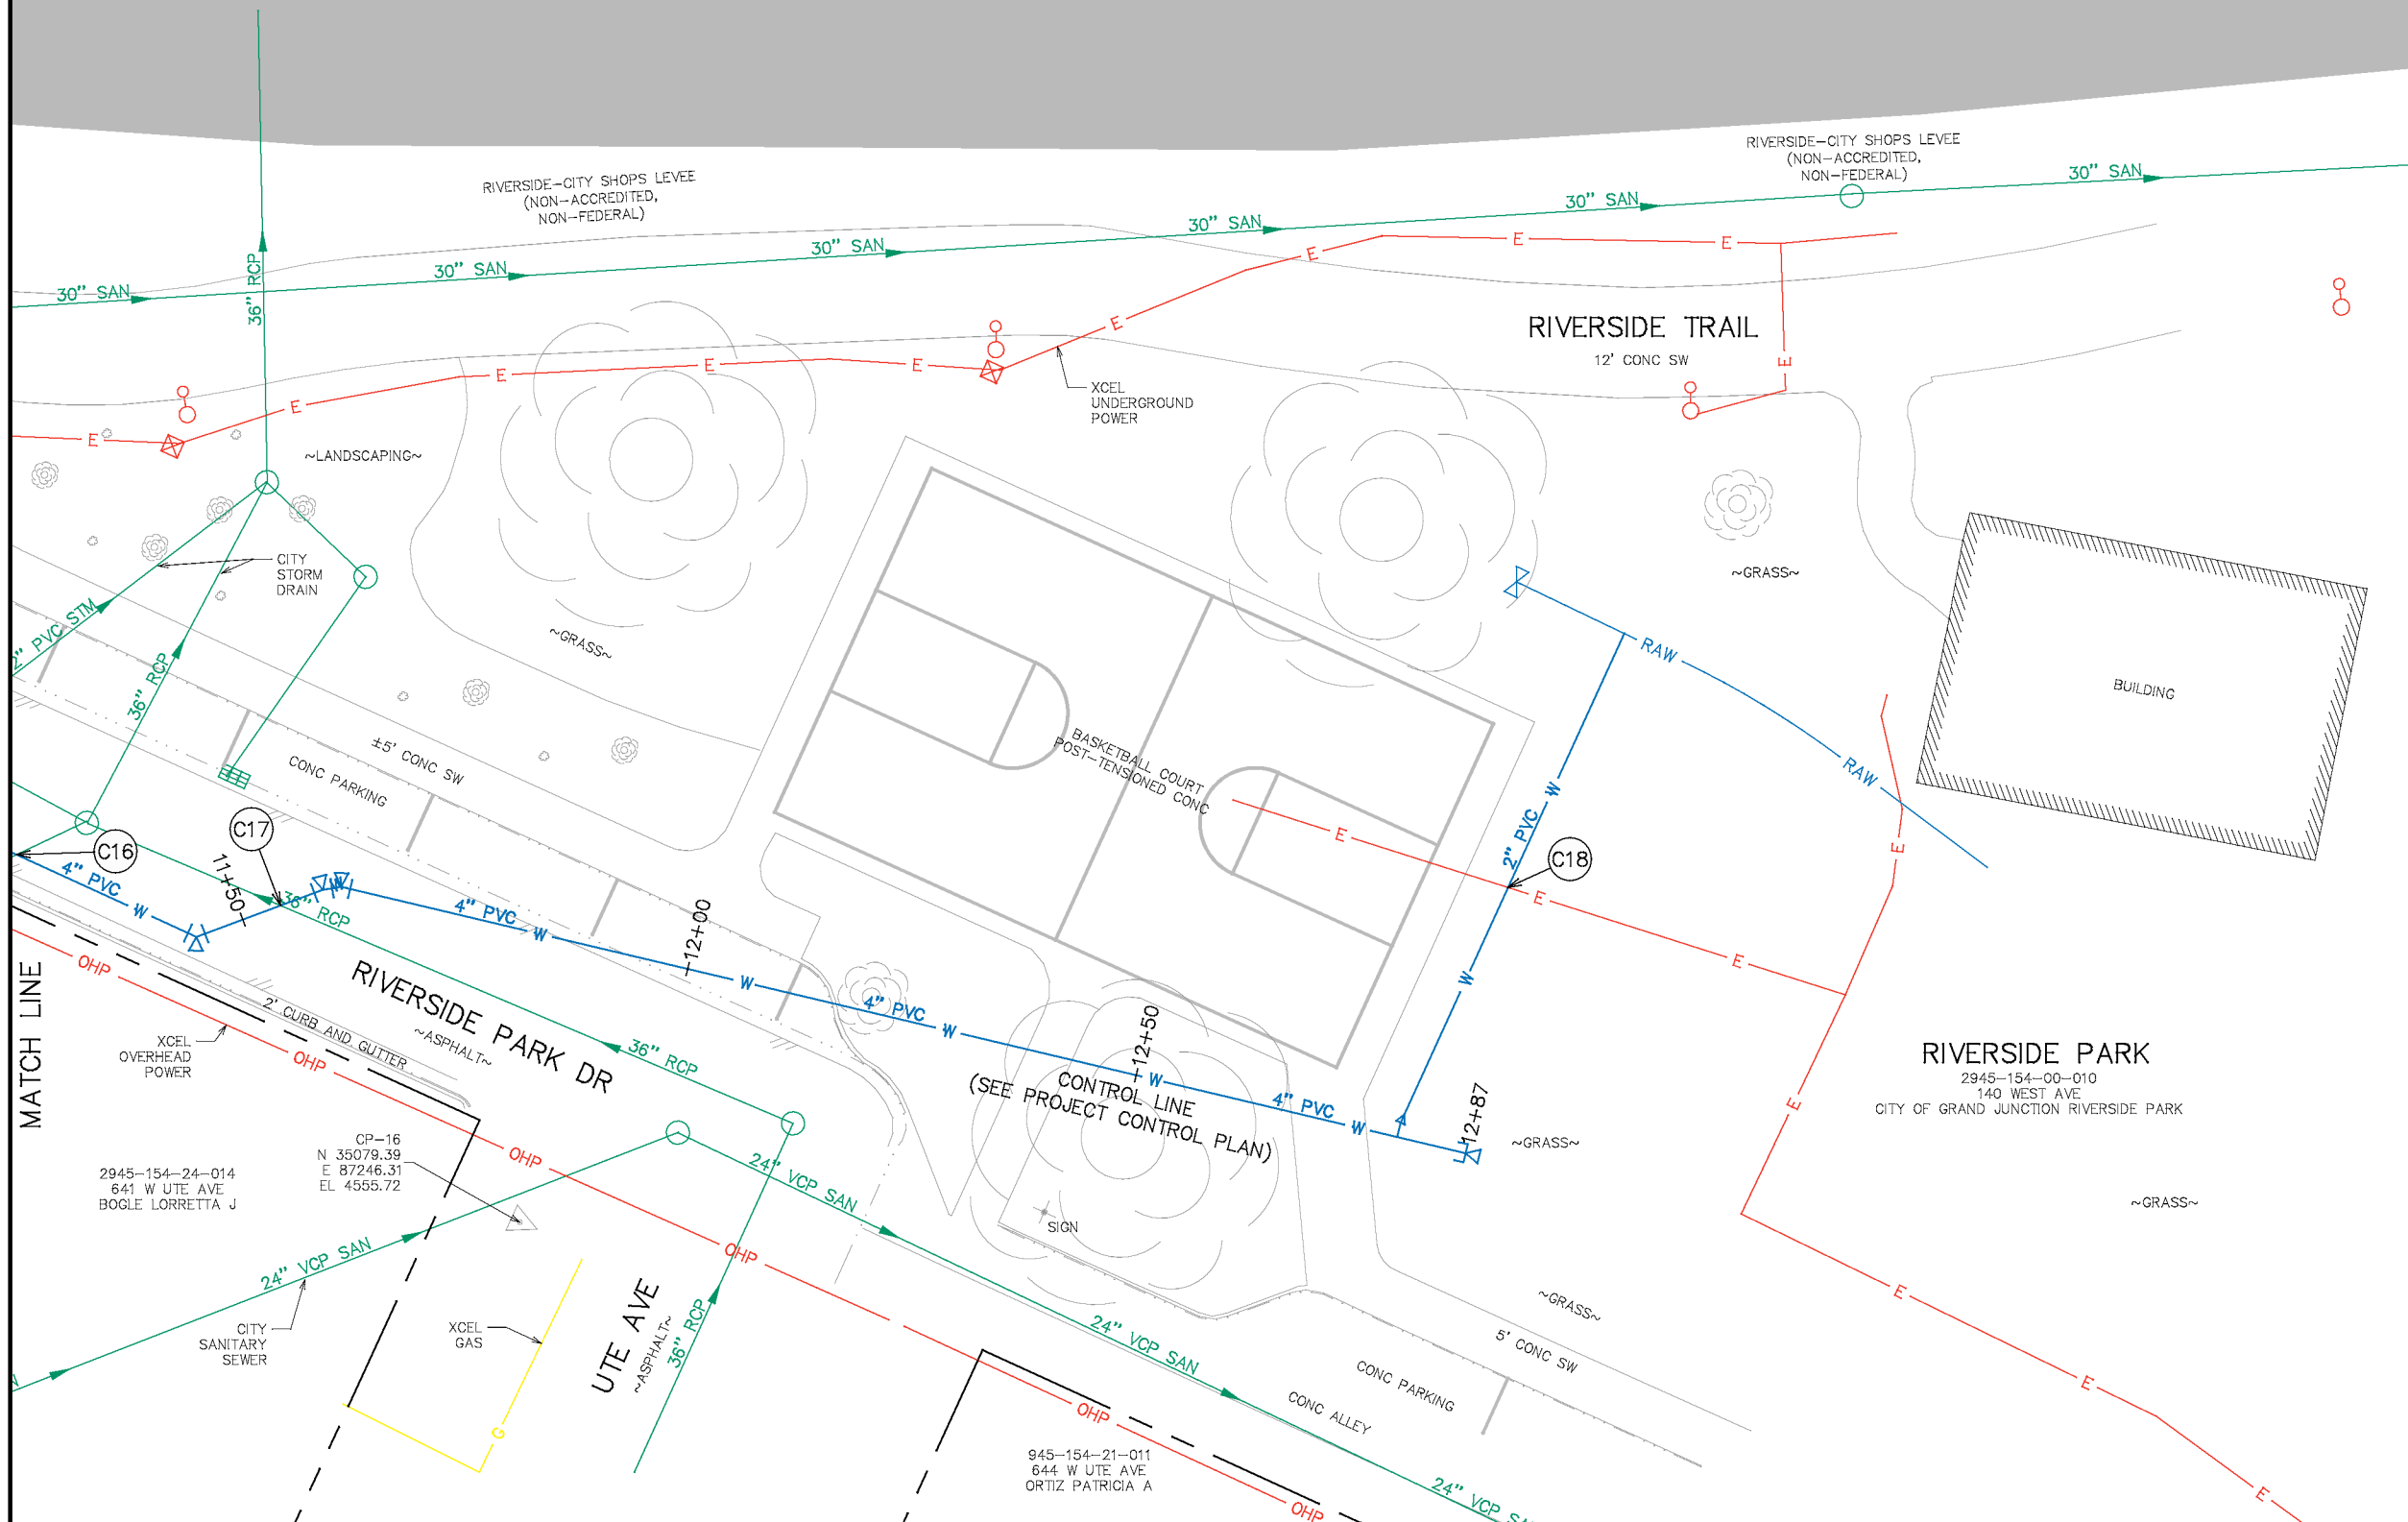 RIVERSIDE-CITY SHOPS LEVEE
(NON-ACCREDITED,
NON-FEDERAL)
RIVERSIDE-CITY SHOPS LEVEE
(NON-ACCREDITED,
NON-FEDERAL)
30" SAN
30" SAN
30" SAN
30" SAN
30" SAN
30" SAN
36" RCP
E
E
E
E
E
E
E
E
E
E
RIVERSIDE TRAIL
12' CONC SW
XCEL
UNDERGROUND
POWER
~LANDSCAPING~
CITY
STORM
DRAIN
2" PVC STM
36" RCP
~GRASS~
~GRASS~
±5' CONC SW
CONC PARKING
BASKETBALL COURT
POST-TENSIONED CONC
RAW
RAW
BUILDING
2" PVC
W
W
E
E
E
E
C16
C17
C18
4" PVC
W
11+50
W
36" RCP
4" PVC
W
12+00
W
4" PVC
W
12+50
W
4" PVC
W
12+87
CONTROL LINE
(SEE PROJECT CONTROL PLAN)
MATCH LINE
OHP
XCEL
OVERHEAD
POWER
2' CURB AND GUTTER
RIVERSIDE PARK DR
~ASPHALT~
36" RCP
OHP
OHP
OHP
CP-16
N 35079.39
E 87246.31
EL 4555.72
2945-154-24-014
641 W UTE AVE
BOGLE LORRETTA J
24" VCP SAN
24" VCP SAN
CITY
SANITARY
SEWER
XCEL
GAS
G
UTE AVE
~ASPHALT~
36" RCP
SIGN
~GRASS~
RIVERSIDE PARK
2945-154-00-010
140 WEST AVE
CITY OF GRAND JUNCTION RIVERSIDE PARK
~GRASS~
~GRASS~
E
E
E
E
24" VCP SAN
5' CONC SW
CONC PARKING
CONC ALLEY
OHP
945-154-21-011
644 W UTE AVE
ORTIZ PATRICIA A
24" VCP SA
OHP